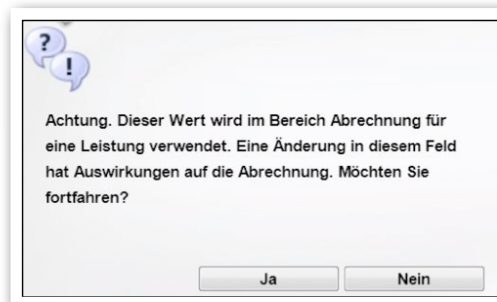 ?
!
Achtung. Dieser Wert wird im Bereich Abrechnung für
eine Leistung verwendet. Eine Änderung in diesem Feld
hat Auswirkungen auf die Abrechnung. Möchten Sie
fortfahren?
Ja
Nein